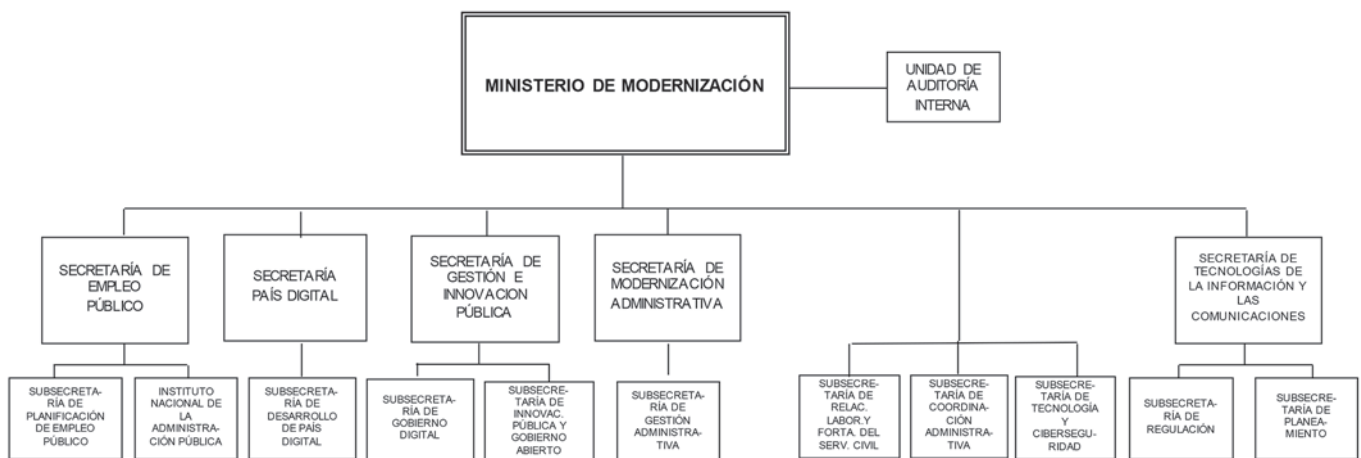 MINISTERIO DE MODERNIZACIÓN
UNIDAD DE
AUDITORÍA
INTERNA
SECRETARÍA DE
EMPLEO
PÚBLICO
SECRETARÍA
PAÍS DIGITAL
SECRETARÍA DE
GESTIÓN E
INNOVACION
PÚBLICA
SECRETARÍA DE
MODERNIZACIÓN
ADMINISTRATIVA
SECRETARÍA DE
TECNOLOGÍAS DE
LA INFORMACIÓN Y
LAS
COMUNICACIONES
SUBSECRETA-
RÍA DE
PLANIFICACIÓN
DE EMPLEO
PÚBLICO
INSTITUTO
NACIONAL DE
LA
ADMINISTRA-
CIÓN PÚBLICA
SUBSECRETA-
RÍA DE
DESARROLLO
DE PAÍS
DIGITAL
SUBSECRETA-
RÍA DE
GOBIERNO
DIGITAL
SUBSECRE-
TARÍA DE
INNOVAC.
PÚBLICA Y
GOBIERNO
ABIERTO
SUBSECRETA-
RÍA DE
GESTIÓN
ADMINISTRA-
TIVA
SUBSECRE-
TARÍA DE
RELAC.
LABOR.Y
FORTA. DEL
SERV. CIVIL
SUBSECRE-
TARÍA DE
COORDINA-
CIÓN
ADMINISTRA-
TIVA
SUBSECRE-
TARÍA DE
TECNOLOGÍA
Y
CIBERSEGU-
RIDAD
SUBSECRETA-
RÍA DE
REGULACIÓN
SUBSECRE-
TARÍA DE
PLANEA-
MIENTO